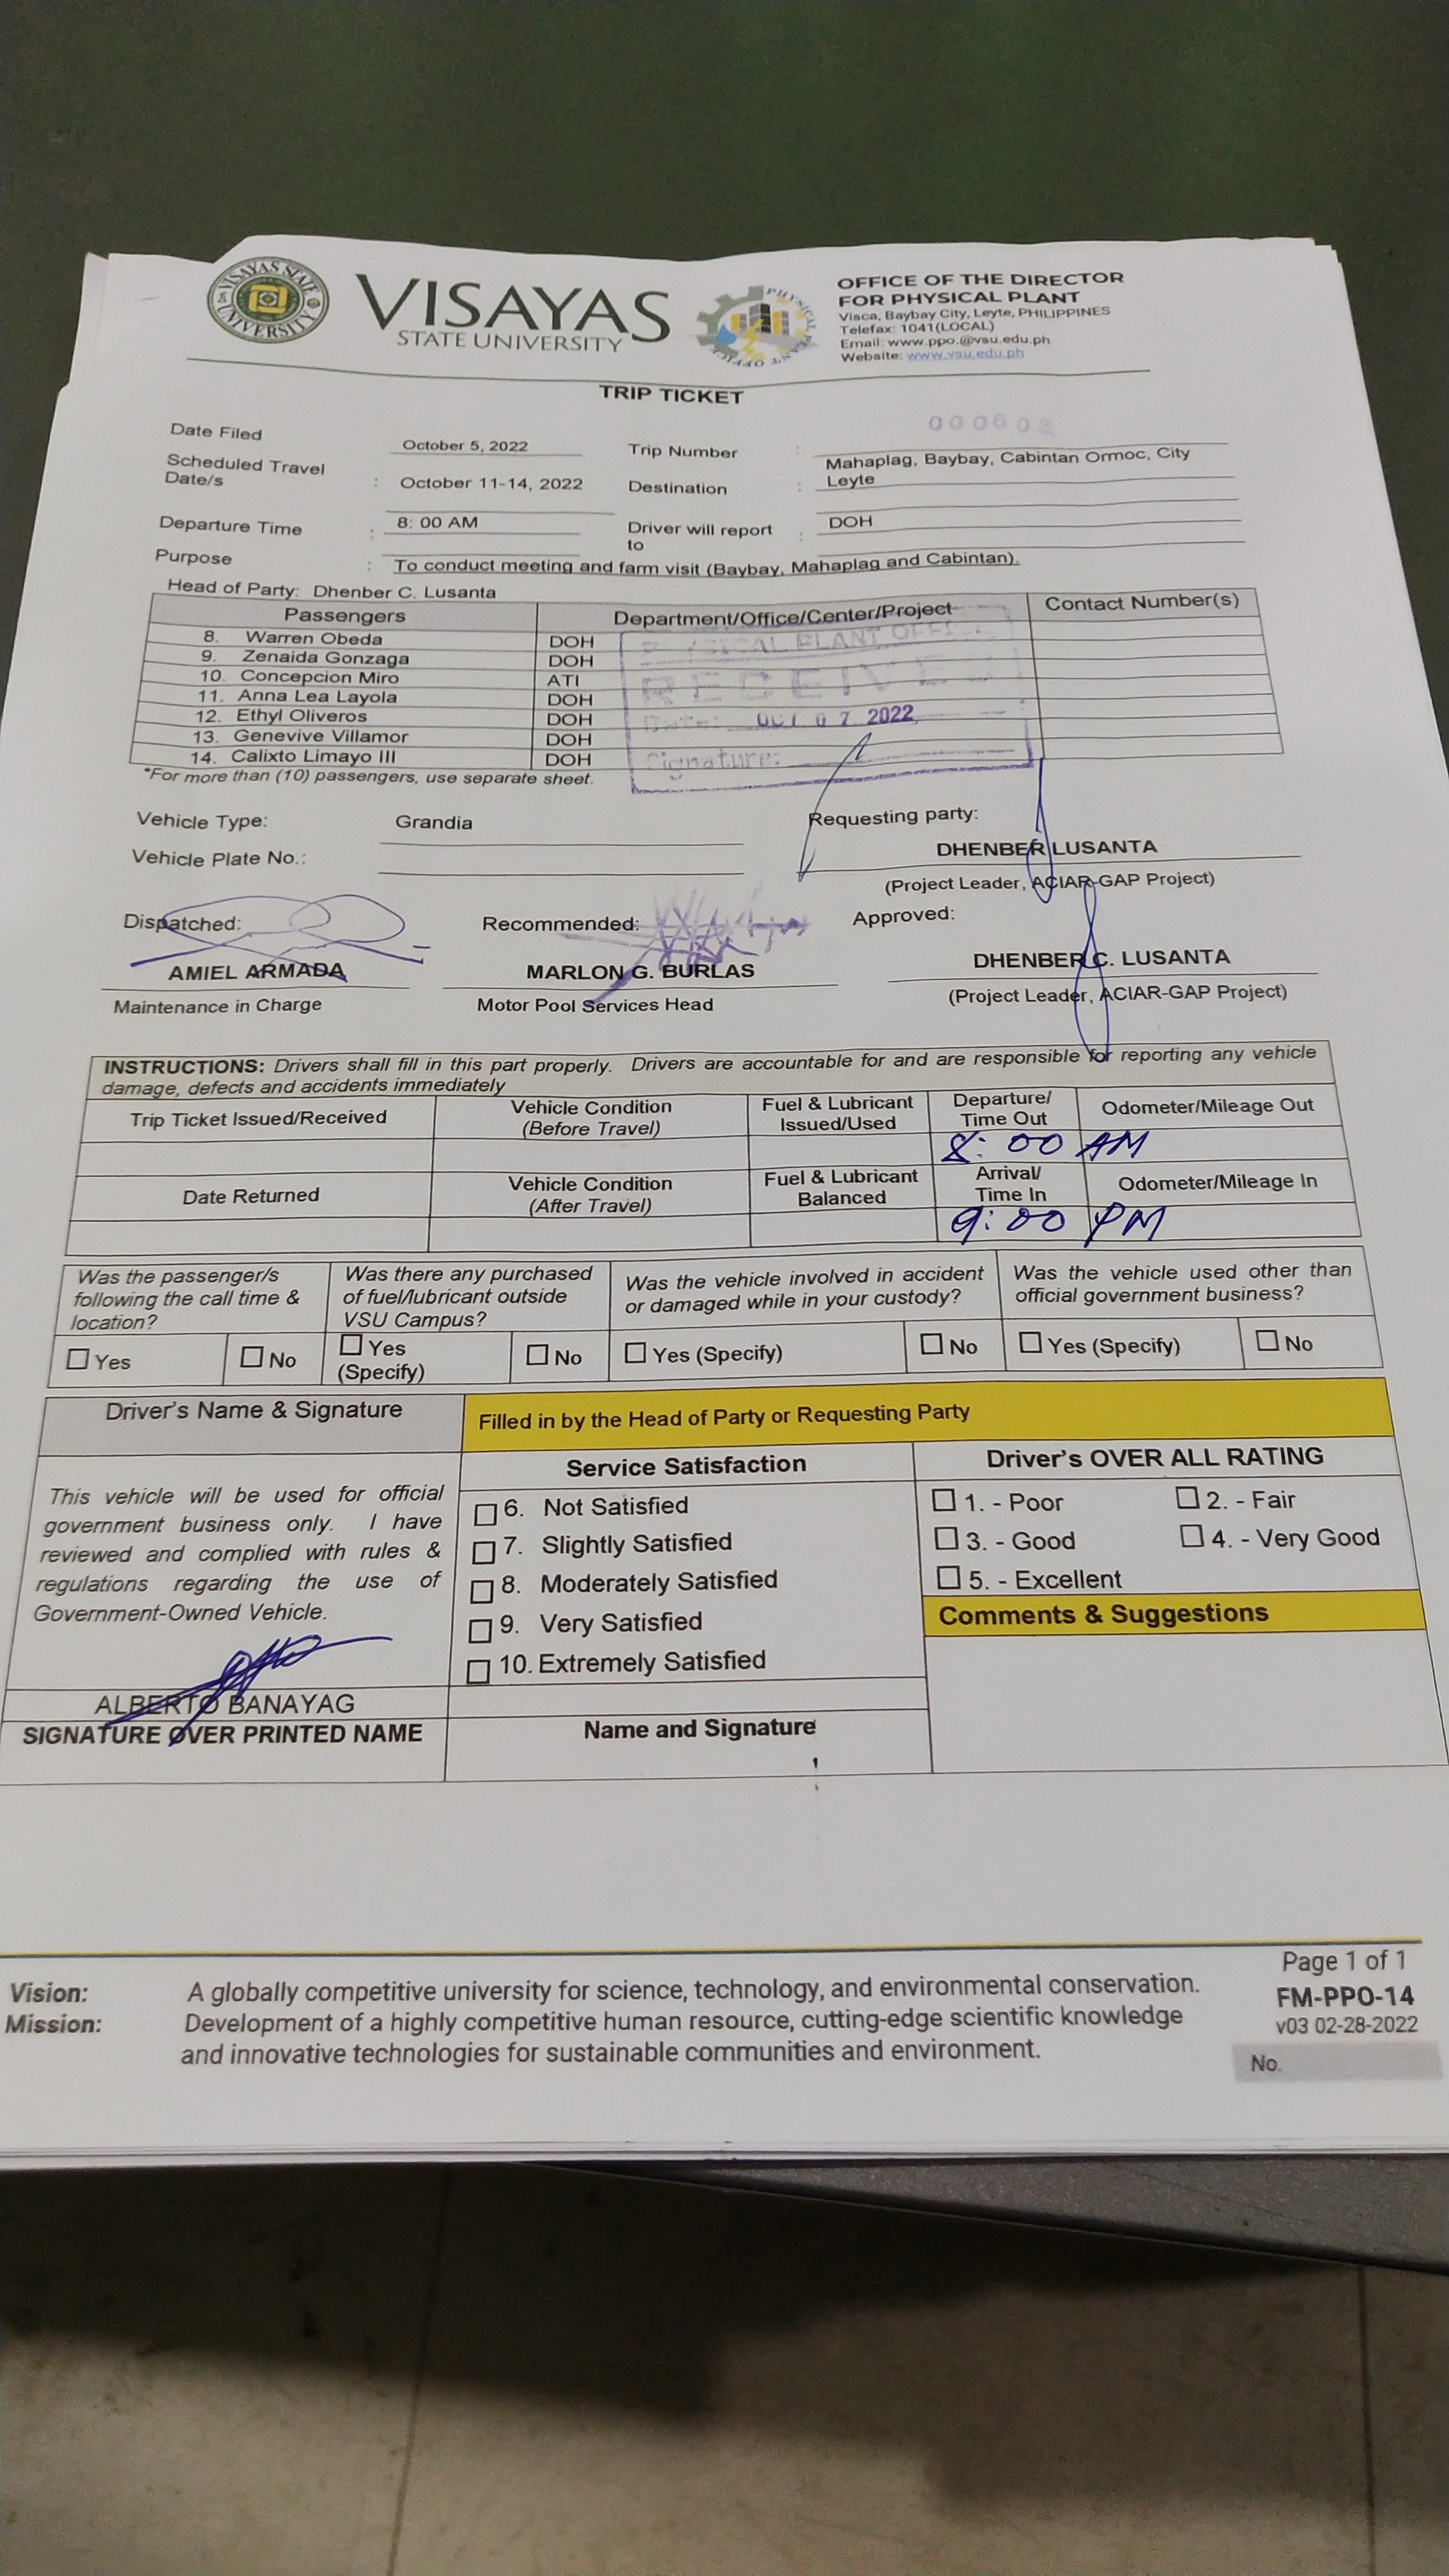 VISAYAS STATE UNIVERSITY
VISAYAS
STATE UNIVERSITY
PHYSICAL PLANT OFFICE
OFFICE OF THE DIRECTOR
FOR PHYSICAL PLANT
Visca, Baybay City, Leyte, PHILIPPINES
Telefax: 1041(LOCAL)
Email: www.ppo.@vsu.edu.ph
Website: www.vsu.edu.ph
TRIP TICKET
000602
Date Filed October 5, 2022 Trip Number :
Scheduled Travel Date/s : October 11-14, 2022 Destination : Mahaplag, Baybay, Cabintan Ormoc, City Leyte
Departure Time : 8: 00 AM Driver will report to : DOH
Purpose : To conduct meeting and farm visit (Baybay, Mahaplag and Cabintan).
Head of Party: Dhenber C. Lusanta
Passengers Department/Office/Center/Project Contact Number(s)
8. Warren Obeda DOH
9. Zenaida Gonzaga DOH
10. Concepcion Miro ATI
11. Anna Lea Layola DOH
12. Ethyl Oliveros DOH
13. Genevive Villamor DOH
14. Calixto Limayo III DOH
PHYSICAL PLANT OFFICE
RECEIVED
Date: OCT 07 2022
Signature:
*For more than (10) passengers, use separate sheet.
Vehicle Type: Grandia
Vehicle Plate No.:
Requesting party:
DHENBER LUSANTA
(Project Leader, ACIAR-GAP Project)
Dispatched: Recommended: Approved:
AMIEL ARMADA MARLON G. BURLAS DHENBER C. LUSANTA
Maintenance in Charge Motor Pool Services Head (Project Leader, ACIAR-GAP Project)
INSTRUCTIONS: Drivers shall fill in this part properly. Drivers are accountable for and are responsible for reporting any vehicle
damage, defects and accidents immediately
Trip Ticket Issued/Received Vehicle Condition (Before Travel) Fuel & Lubricant Issued/Used Departure/ Time Out Odometer/Mileage Out
8:00 AM
Date Returned Vehicle Condition (After Travel) Fuel & Lubricant Balanced Arrival/ Time In Odometer/Mileage In
9:00 PM
Was the passenger/s following the call time & location? Was there any purchased of fuel/lubricant outside VSU Campus? Was the vehicle involved in accident or damaged while in your custody? Was the vehicle used other than official government business?
Yes No Yes (Specify) No Yes (Specify) No Yes (Specify) No
Driver's Name & Signature
Filled in by the Head of Party or Requesting Party
This vehicle will be used for official
government business only. I have
reviewed and complied with rules &
regulations regarding the use of
Government-Owned Vehicle.
ALBERTO BANAYAG
SIGNATURE OVER PRINTED NAME
Service Satisfaction
6. Not Satisfied
7. Slightly Satisfied
8. Moderately Satisfied
9. Very Satisfied
10. Extremely Satisfied
Name and Signature
Driver's OVER ALL RATING
1. - Poor 2. - Fair
3. - Good 4. - Very Good
5. - Excellent
Comments & Suggestions
Vision: A globally competitive university for science, technology, and environmental conservation.
Mission: Development of a highly competitive human resource, cutting-edge scientific knowledge
and innovative technologies for sustainable communities and environment.
Page 1 of 1
FM-PPO-14
v03 02-28-2022
No.